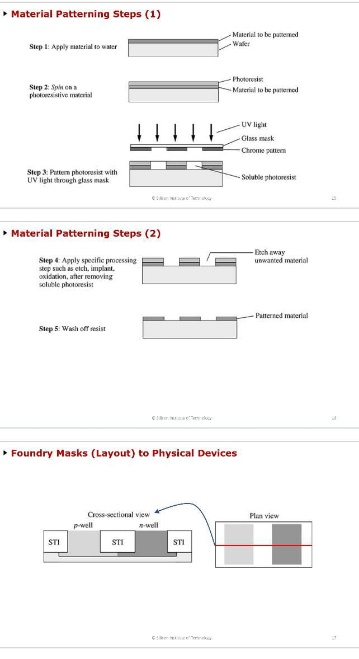 Material Patterning Steps (1)
Material to be patterned
Wafer
Step 1: Apply material to water
Photoresist
Material to be patterned
Step 2: Spin on a
photoresistive material
UV light
Glass mask
Chrome pattern
Step 3: Pattern photoresist with
UV light through glass mask
Soluble photoresist
Material Patterning Steps (2)
Etch away
unwanted material
Step 4: Apply specific processing
step such as etch, implant,
oxidation, after removing
soluble photoresist
Patterned material
Step 5: Wash off resist
Foundry Masks (Layout) to Physical Devices
Cross-sectional view
Plan view
p-well n-well
STI STI STI